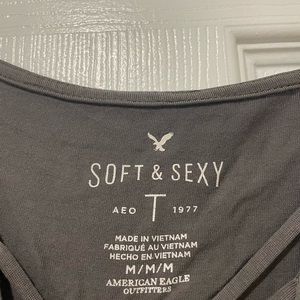 SOFT & SEXY
AEO T 1977
MADE IN VIETNAM
FABRIQUÉ AU VIETNAM
HECHO EN VIETNAM
M/M/M
AMERICAN EAGLE
OUTFITTERS